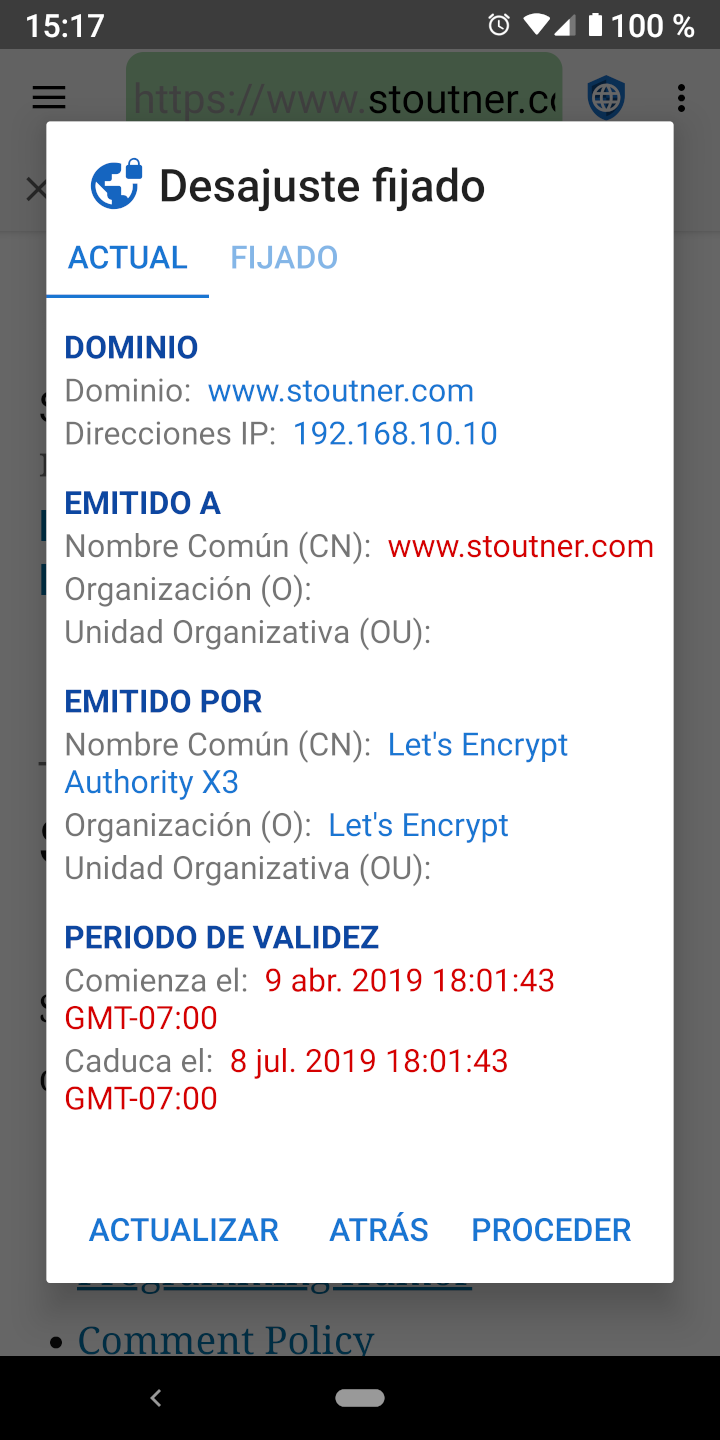 15:17
100 %
https://www.stoutner.c
Desajuste fijado
ACTUAL
FIJADO
DOMINIO
Dominio: www.stoutner.com
Direcciones IP: 192.168.10.10
EMITIDO A
Nombre Común (CN): www.stoutner.com
Organización (O):
Unidad Organizativa (OU):
EMITIDO POR
Nombre Común (CN): Let's Encrypt
Authority X3
Organización (O): Let's Encrypt
Unidad Organizativa (OU):
PERIODO DE VALIDEZ
Comienza el: 9 abr. 2019 18:01:43
GMT-07:00
Caduca el: 8 jul. 2019 18:01:43
GMT-07:00
ACTUALIZAR
ATRÁS
PROCEDER
• Comment Policy